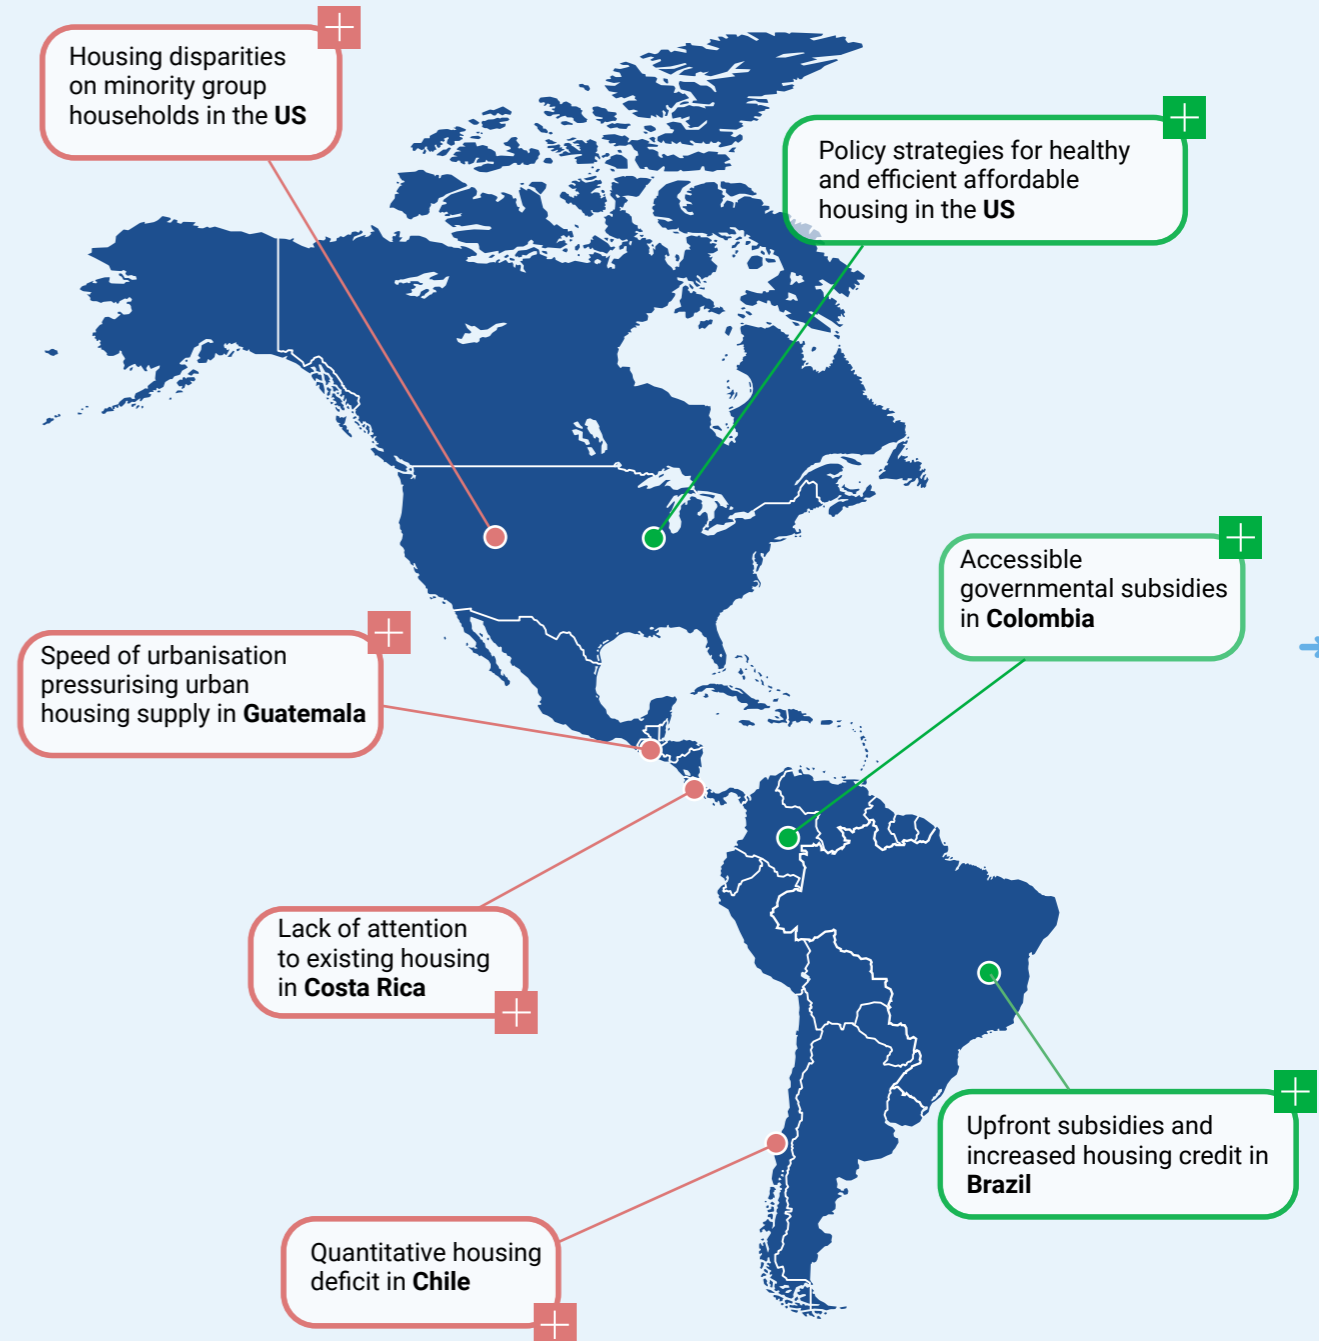 Housing disparities
on minority group
households in the US
Policy strategies for healthy
and efficient affordable
housing in the US
Accessible
governmental subsidies
in Colombia
Speed of urbanisation
pressurising urban
housing supply in Guatemala
Lack of attention
to existing housing
in Costa Rica
Upfront subsidies and
increased housing credit in
Brazil
Quantitative housing
deficit in Chile